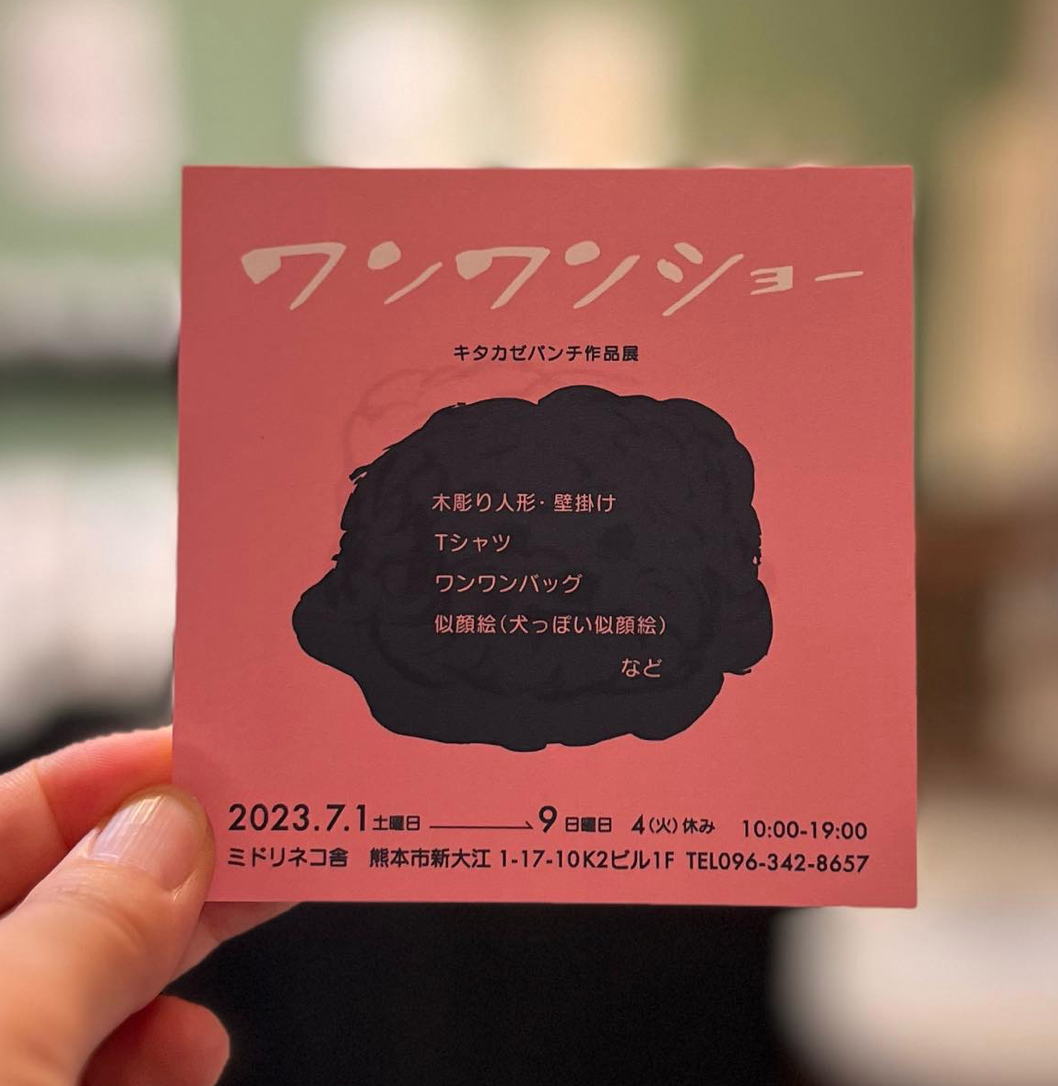 ワンワンショー
キタカゼパンチ作品展
木彫り人形・壁掛け
Tシャツ
ワンワンバッグ
似顔絵(犬っぽい似顔絵)
など
2023.7.1土曜日 ――→9日曜日 4(火)休み 10:00-19:00
ミドリネコ舎 熊本市新大江 1-17-10K2ビル1F TEL096-342-8657